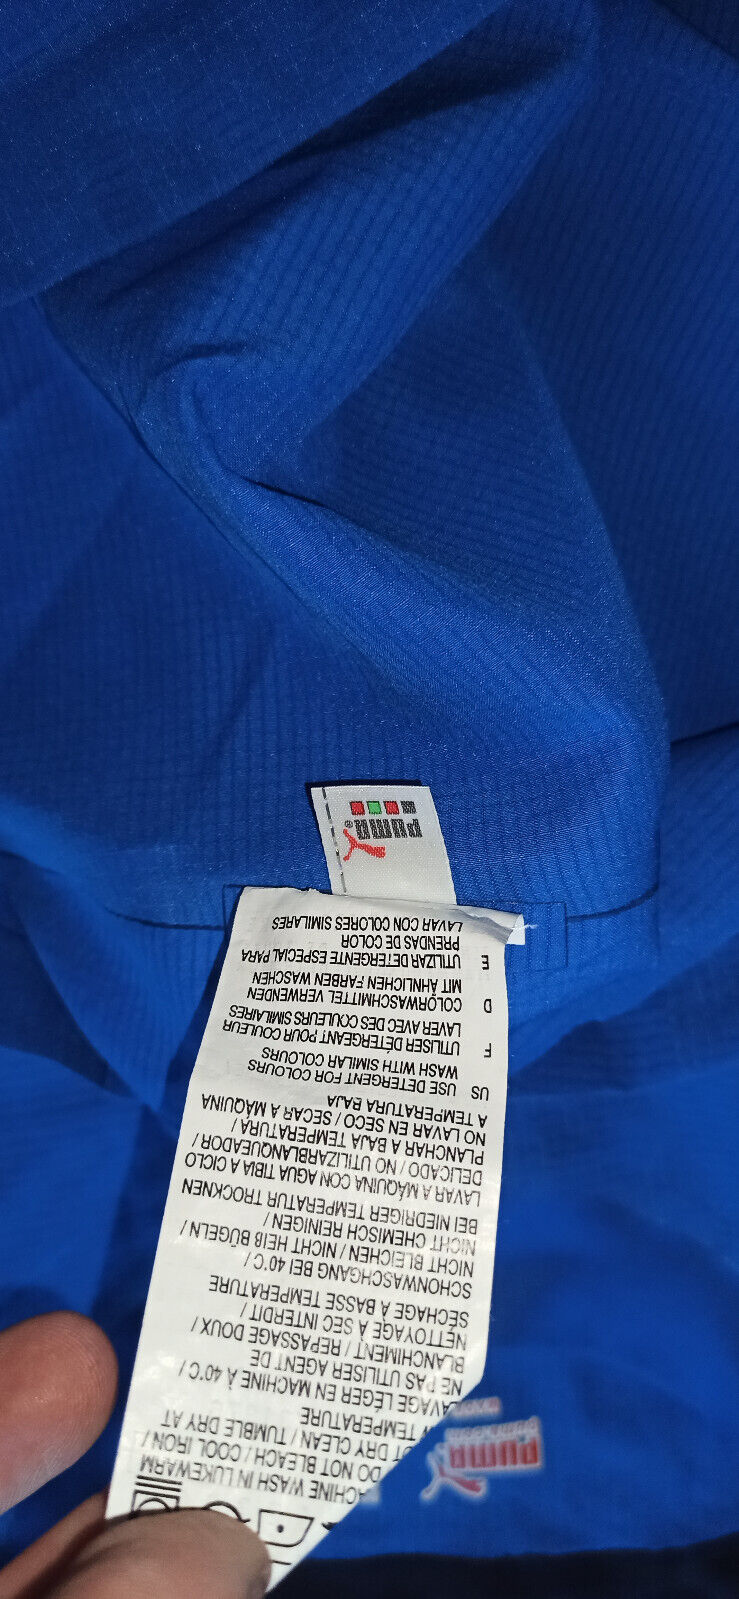 MACHINE WASH IN LUKEWARM
DO NOT BLEACH / COOL IRON /
DRY CLEAN / TUMBLE DRY AT
TEMPERATURE
LAVAGE LÉGER EN MACHINE À 40°C /
NE PAS UTILISER AGENT DE
BLANCHIMENT / REPASSAGE DOUX /
NETTOYAGE À SEC INTERDIT /
SÉCHAGE À BASSE TEMPERATURE
SCHONWASCHGANG BEI 40°C /
NICHT BLEICHEN / NICHT HEIß BÜGELN /
NICHT CHEMISCH REINIGEN /
BEI NIEDRIGER TEMPERATUR TROCKNEN
LAVAR A MÁQUINA CON AGUA TIBIA A CICLO
DELICADO / NO UTILIZARBLANQUEADOR /
PLANCHAR A BAJA TEMPERATURA /
NO LAVAR EN SECO / SECAR A MÁQUINA
A TEMPERATURA BAJA
US USE DETERGENT FOR COLOURS
WASH WITH SIMILAR COLOURS
F UTILISER DÉTERGEANT POUR COULEUR
LAVER AVEC DES COULEURS SIMILAIRES
D COLORWASCHMITTEL VERWENDEN
MIT ÄHNLICHEN FARBEN WASCHEN
E UTILIZAR DETERGENTE ESPECIAL PARA
PRENDAS DE COLOR
LAVAR CON COLORES SIMILARES
PUMA®
PUMA